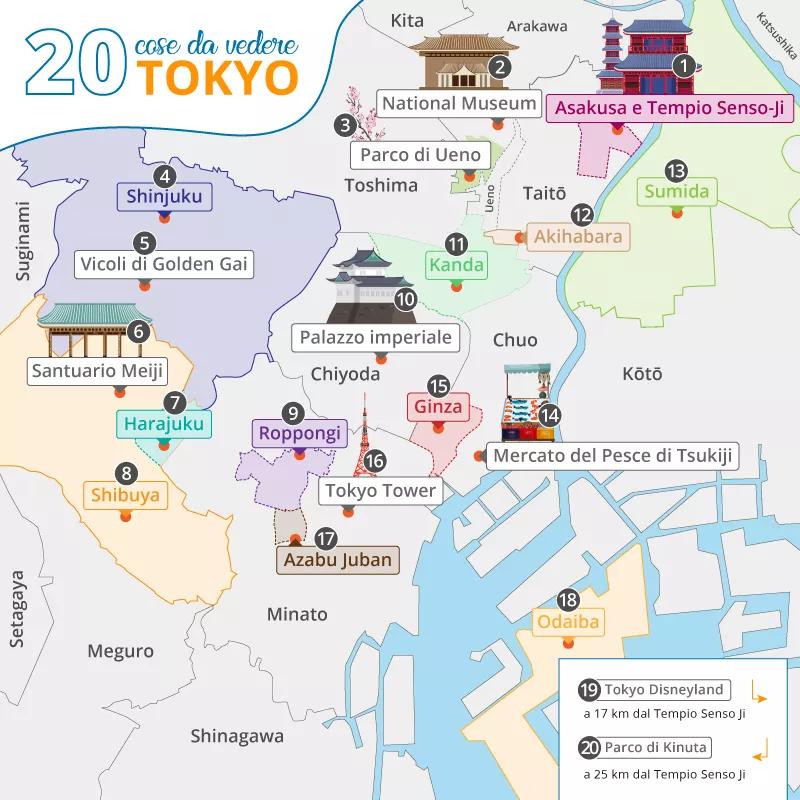 20 cose da vedere
TOKYO
Kita
Arakawa
Katsushika
1
Asakusa e Tempio Senso-Ji
2
National Museum
3
Parco di Ueno
Toshima
Ueno
Taitō
4
Shinjuku
13
Sumida
Suginami
5
Vicoli di Golden Gai
11
Kanda
12
Akihabara
10
Palazzo imperiale
6
Santuario Meiji
Chuo
Chiyoda
Kōtō
7
Harajuku
9
Roppongi
15
Ginza
14
Mercato del Pesce di Tsukiji
8
Shibuya
16
Tokyo Tower
17
Azabu Juban
Setagaya
Minato
Meguro
Shinagawa
18
Odaiba
19 Tokyo Disneyland
a 17 km dal Tempio Senso Ji
20 Parco di Kinuta
a 25 km dal Tempio Senso Ji